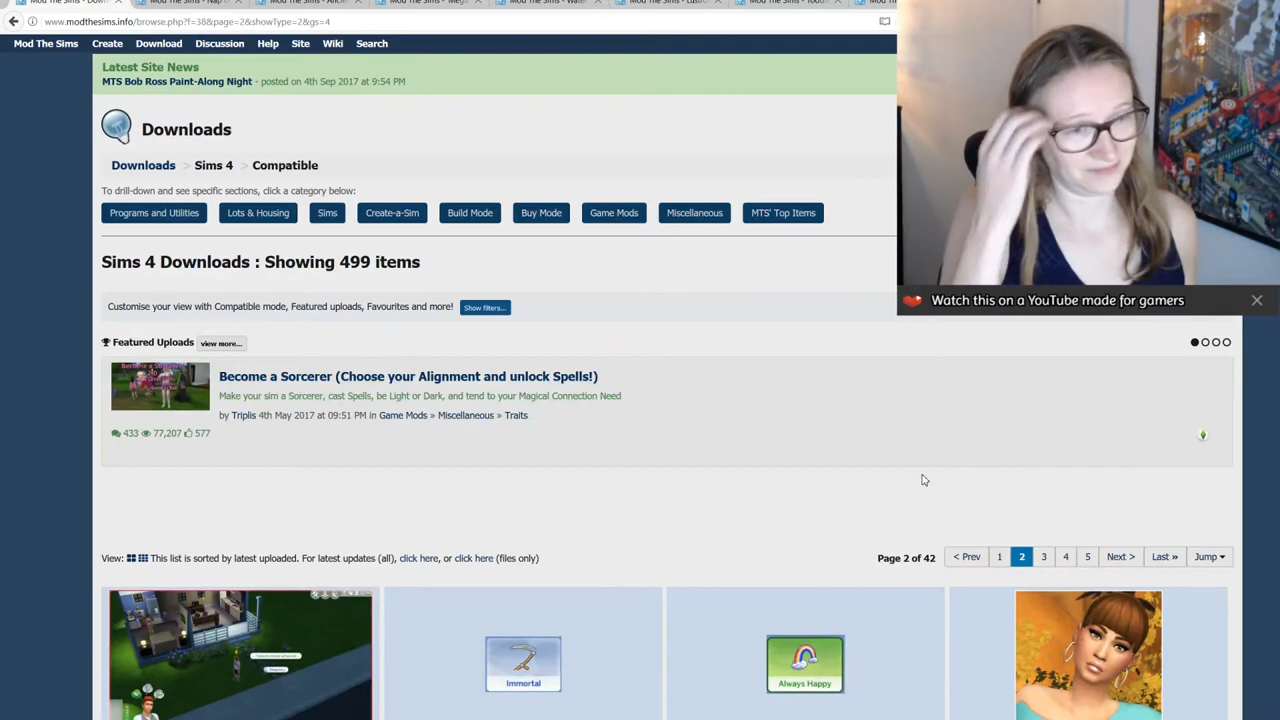 www.modthesims.info/browse.php?f=38&page=2&showType=2&gs=4
Mod The Sims Create Download Discussion Help Site Wiki Search
Latest Site News
MTS Bob Ross Paint-Along Night - posted on 4th Sep 2017 at 9:54 PM
Downloads
Downloads > Sims 4 > Compatible
To drill-down and see specific sections, click a category below:
Programs and Utilities Lots & Housing Sims Create-a-Sim Build Mode Buy Mode Game Mods Miscellaneous MTS' Top Items
Sims 4 Downloads : Showing 499 items
Watch this on a YouTube made for gamers
Customise your view with Compatible mode, Featured uploads, Favourites and more! Show filters...
Featured Uploads view more...
Become a Sorcerer (Choose your Alignment and unlock Spells!)
Make your sim a Sorcerer, cast Spells, be Light or Dark, and tend to your Magical Connection Need
by Triplis 4th May 2017 at 09:51 PM in Game Mods » Miscellaneous » Traits
433 77,207 577
View: This list is sorted by latest uploaded. For latest updates (all), click here, or click here (files only)
Page 2 of 42 < Prev 1 2 3 4 5 Next > Last » Jump
Immortal
Always Happy